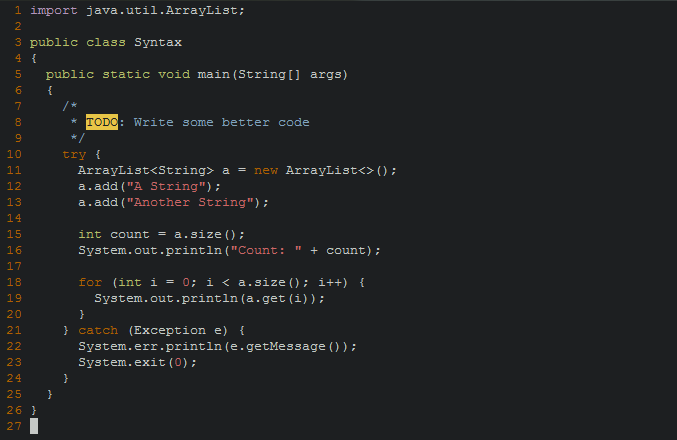 1 import java.util.ArrayList;
2
3 public class Syntax
4 {
5   public static void main(String[] args)
6   {
7     /*
8      * TODO: Write some better code
9      */
10     try {
11       ArrayList<String> a = new ArrayList<>();
12       a.add("A String");
13       a.add("Another String");
14
15       int count = a.size();
16       System.out.println("Count: " + count);
17
18       for (int i = 0; i < a.size(); i++) {
19         System.out.println(a.get(i));
20       }
21     } catch (Exception e) {
22       System.err.println(e.getMessage());
23       System.exit(0);
24     }
25   }
26 }
27